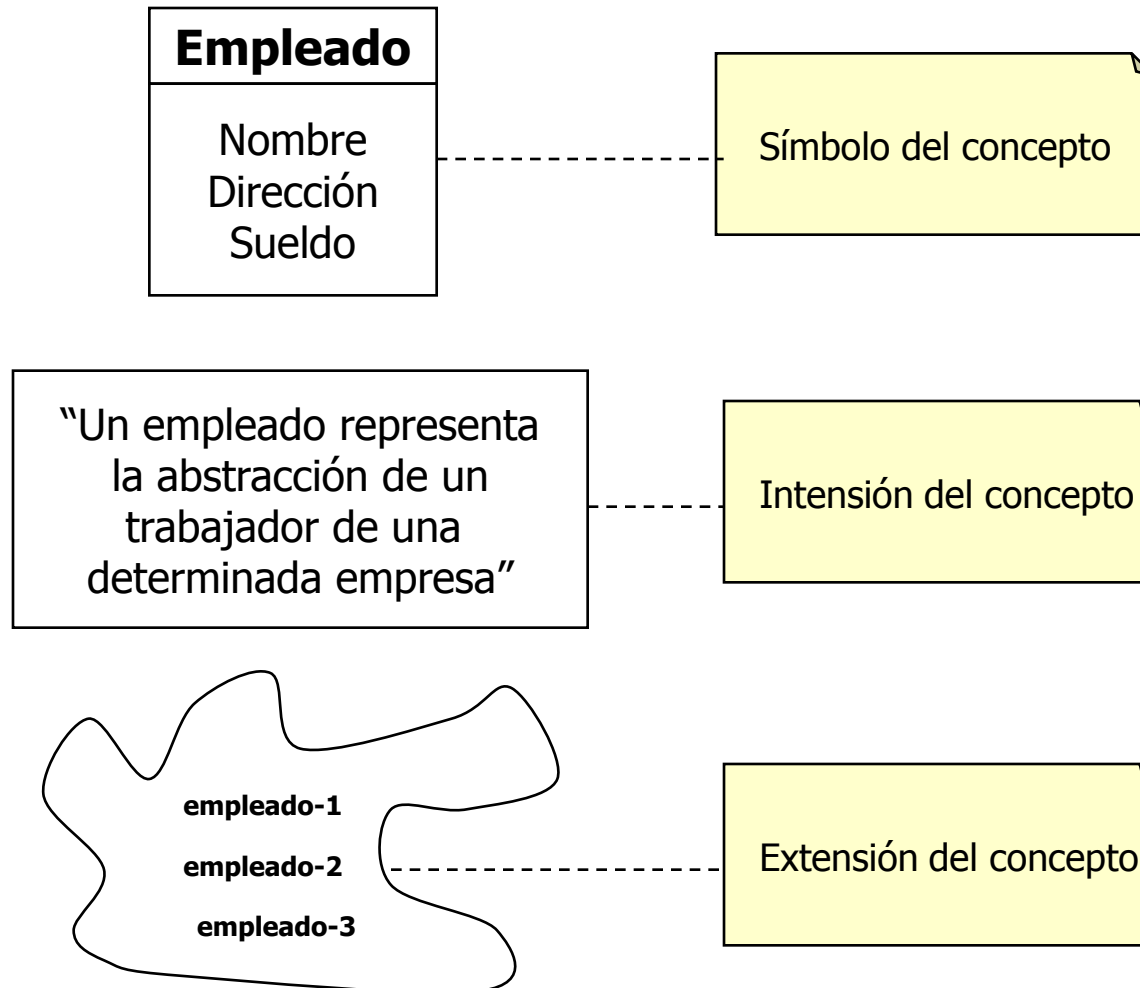 Empleado
Nombre
Dirección
Sueldo
Símbolo del concepto
“Un empleado representa
la abstracción de un
trabajador de una
determinada empresa”
Intensión del concepto
empleado-1
empleado-2
empleado-3
Extensión del concepto